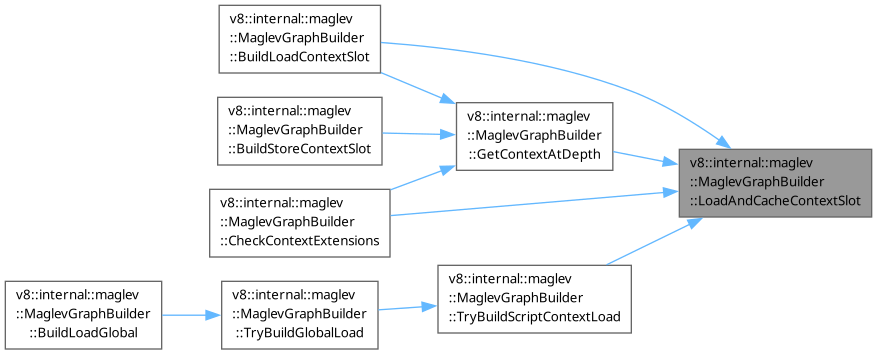 v8::internal::maglev
::MaglevGraphBuilder
::BuildLoadContextSlot
v8::internal::maglev
::MaglevGraphBuilder
::BuildStoreContextSlot
v8::internal::maglev
::MaglevGraphBuilder
::GetContextAtDepth
v8::internal::maglev
::MaglevGraphBuilder
::LoadAndCacheContextSlot
v8::internal::maglev
::MaglevGraphBuilder
::CheckContextExtensions
v8::internal::maglev
::MaglevGraphBuilder
::BuildLoadGlobal
v8::internal::maglev
::MaglevGraphBuilder
::TryBuildGlobalLoad
v8::internal::maglev
::MaglevGraphBuilder
::TryBuildScriptContextLoad